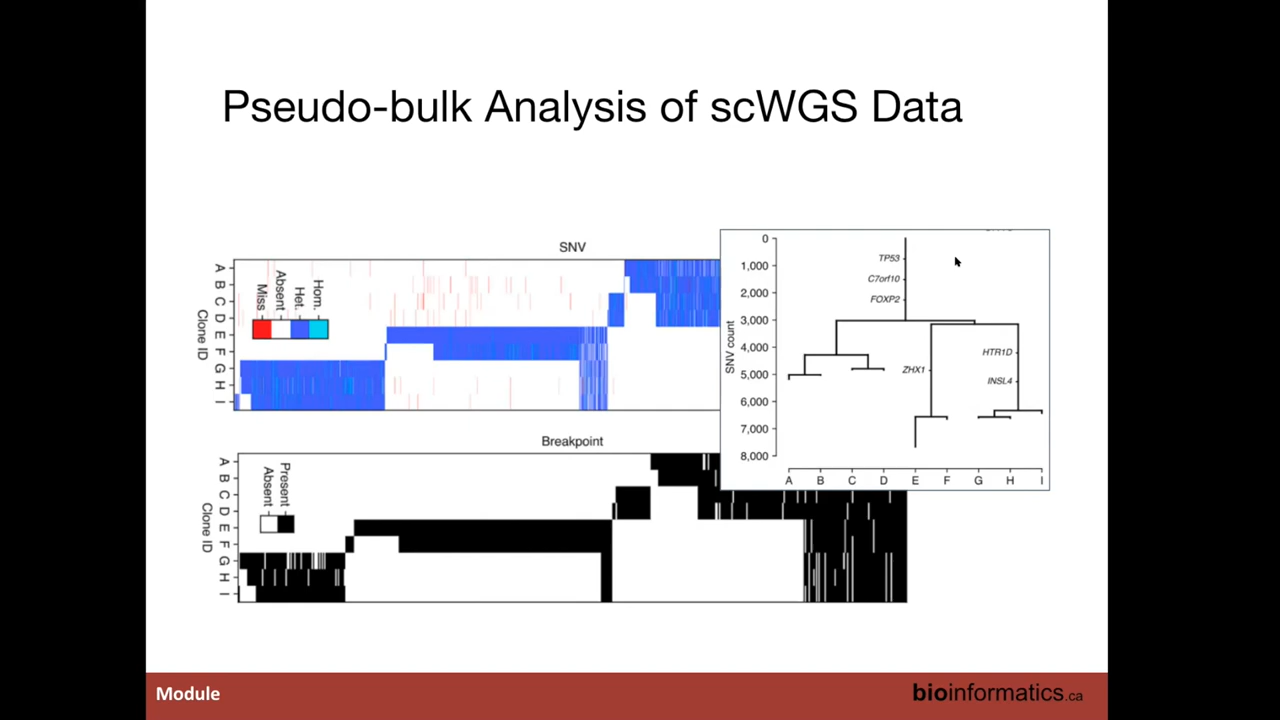 Pseudo-bulk Analysis of scWGS Data
SNV
A
B
C
D
E
F
G
H
I
Clone ID
Miss
Absent
Het.
Hom.
Breakpoint
A
B
C
D
E
F
G
H
I
Clone ID
Absent
Present
SNV count
0
1,000
2,000
3,000
4,000
5,000
6,000
7,000
8,000
TP53
C7orf10
FOXP2
ZHX1
HTR1D
INSL4
A B C D E F G H I
Module
bioinformatics.ca